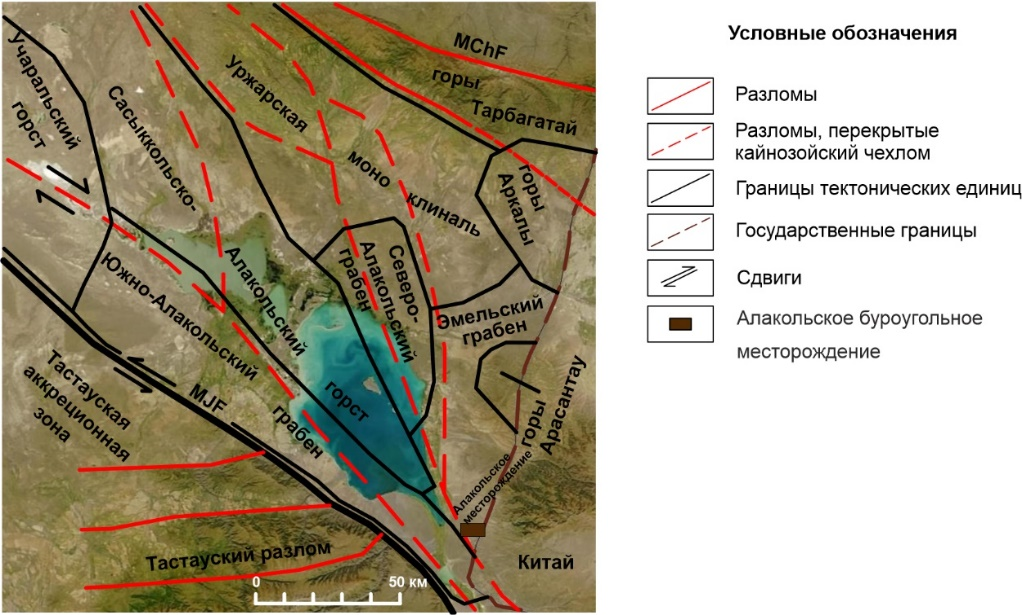 MChF
горы
Тарбагатай
Учаральский
горст
Сасыккольско-
Алакольский
горст
Уржарская
моно
клиналь
горы
Аркалы
Северо-
Алакольский
грабен
Эмельский
грабен
Южно-Алакольский
грабен
Тастауская
аккреционная
зона
MJF
горы
Арасантау
Алакольское
месторождение
Тастауский разлом
Китай
0
50 км
Условные обозначения
Разломы
Разломы, перекрытые
кайнозойский чехлом
Границы тектонических единиц
Государственные границы
Сдвиги
Алакольское буроугольное
месторождение